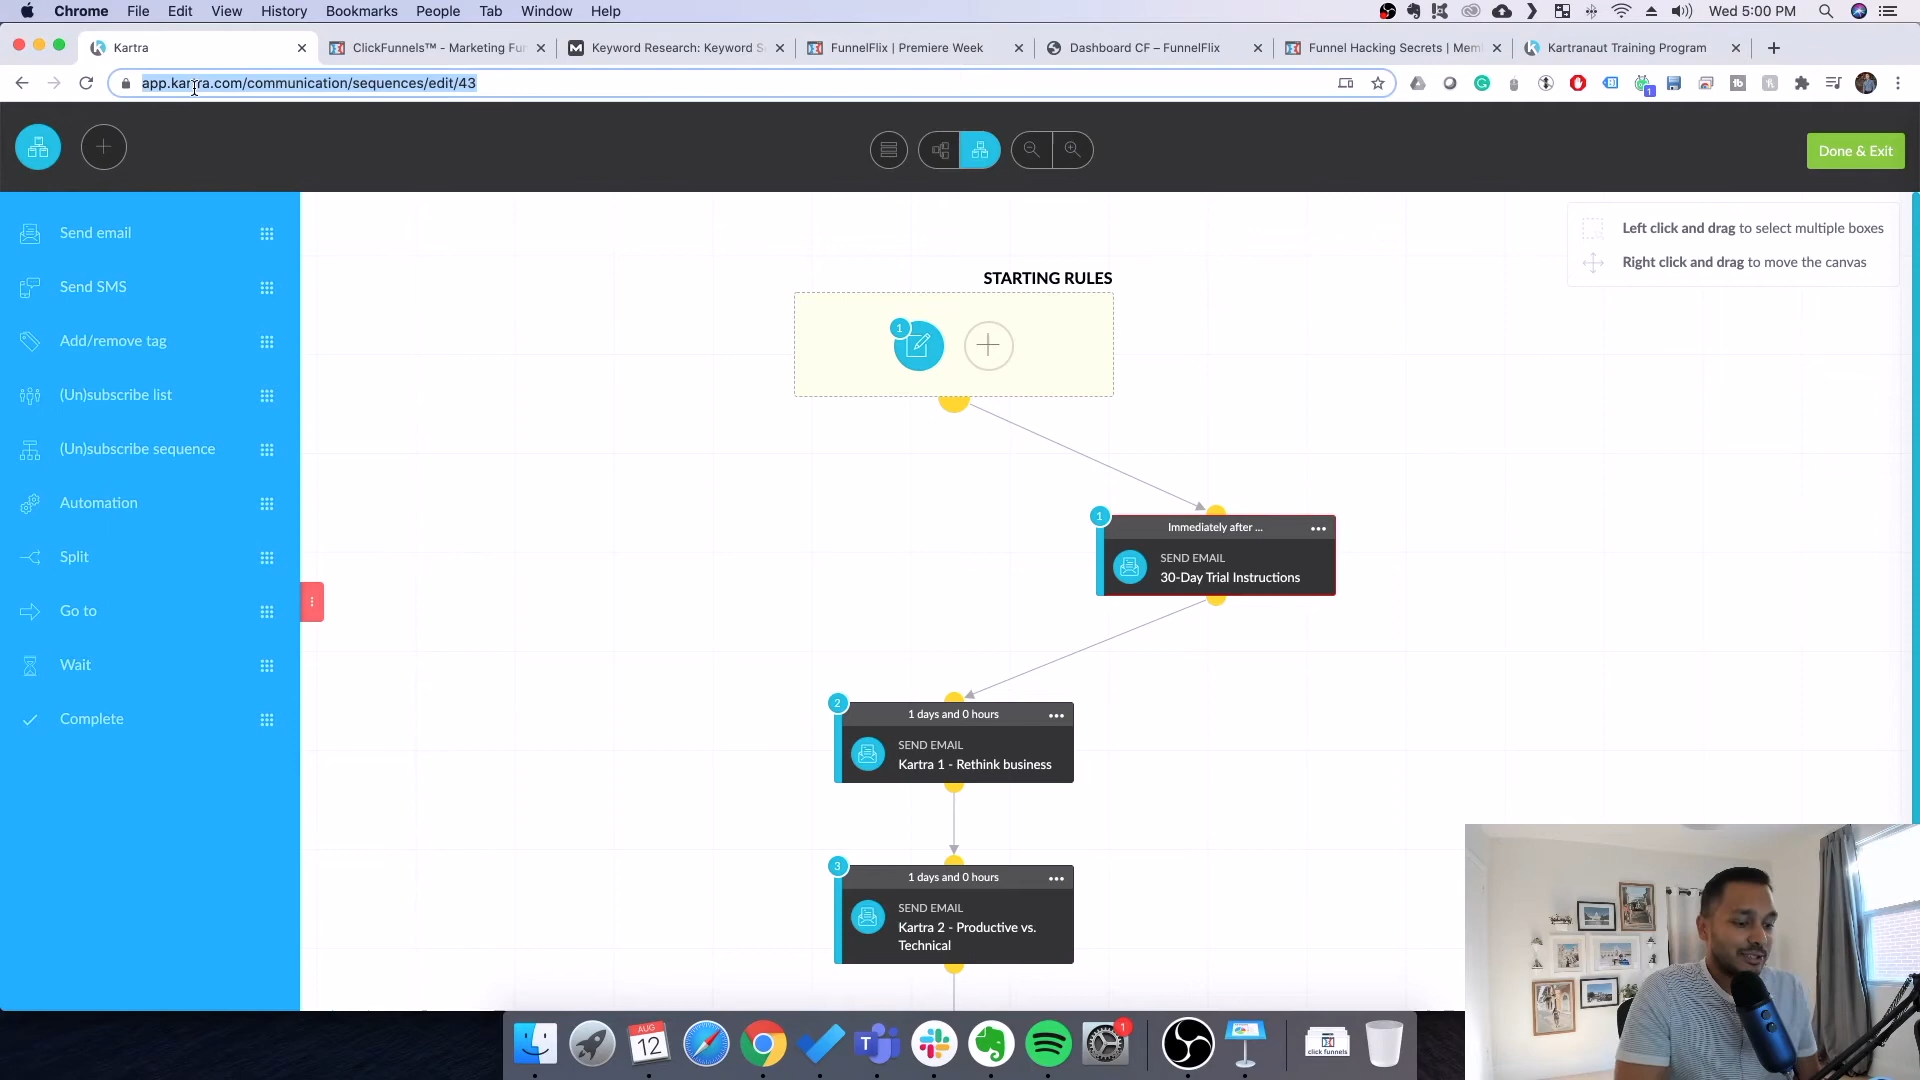 Chrome File Edit View History Bookmarks People Tab Window Help Wed 5:00 PM
Kartra ClickFunnels™ - Marketing Fun Keyword Research: Keyword S FunnelFlix | Premiere Week Dashboard CF – FunnelFlix Funnel Hacking Secrets | Mem Kartranaut Training Program
app.kartra.com/communication/sequences/edit/43
1
Done & Exit
Send email
Send SMS
Add/remove tag
(Un)subscribe list
(Un)subscribe sequence
Automation
Split
Go to
Wait
Complete
Left click and drag to select multiple boxes
Right click and drag to move the canvas
STARTING RULES
1
1
Immediately after ...
SEND EMAIL
30-Day Trial Instructions
2
1 days and 0 hours
SEND EMAIL
Kartra 1 - Rethink business
3
1 days and 0 hours
SEND EMAIL
Kartra 2 - Productive vs.
Technical
AUG
12
1
click funnels